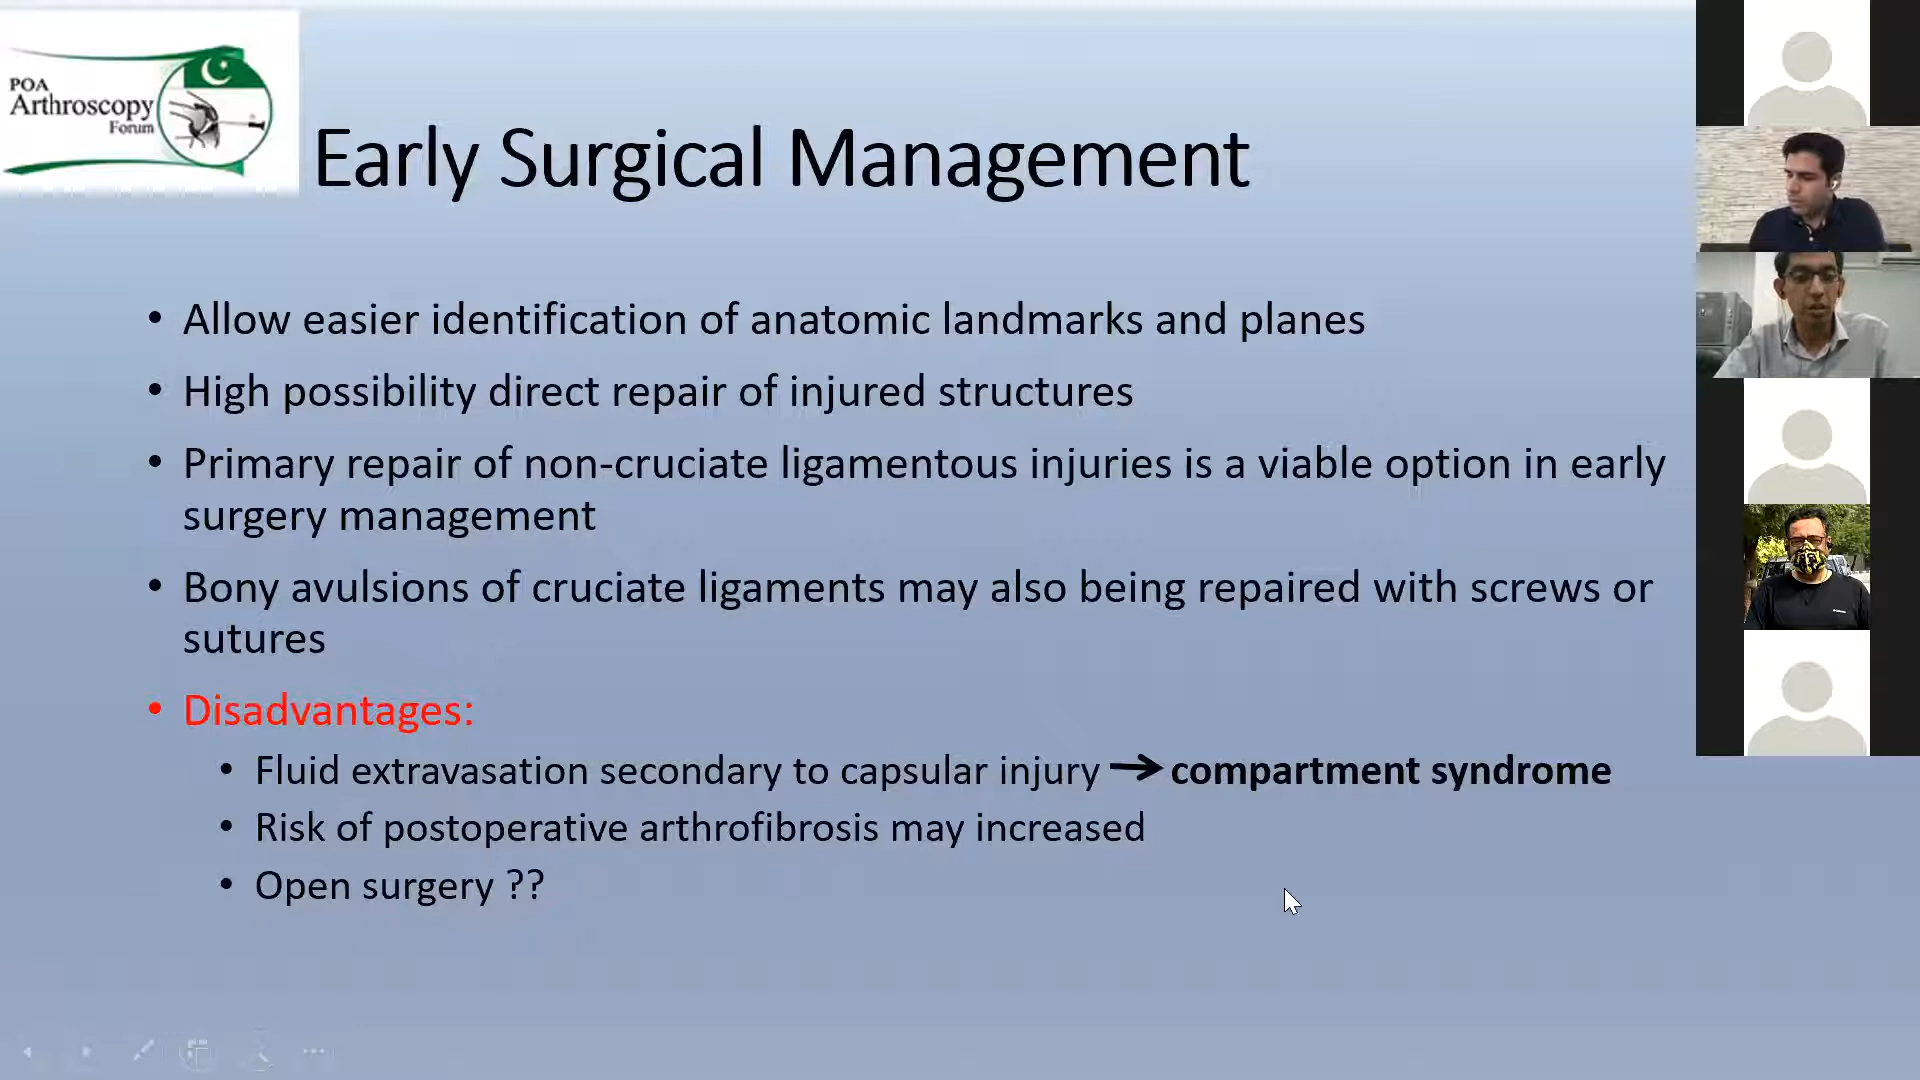 POA
Arthroscopy
Forum
Early Surgical Management
• Allow easier identification of anatomic landmarks and planes
• High possibility direct repair of injured structures
• Primary repair of non-cruciate ligamentous injuries is a viable option in early
surgery management
• Bony avulsions of cruciate ligaments may also being repaired with screws or
sutures
• Disadvantages:
• Fluid extravasation secondary to capsular injury → compartment syndrome
• Risk of postoperative arthrofibrosis may increased
• Open surgery ??